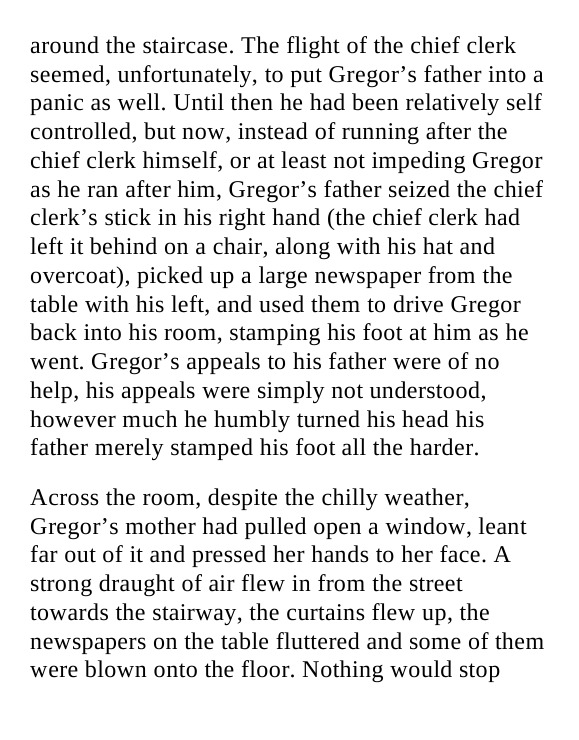 around the staircase. The flight of the chief clerk
seemed, unfortunately, to put Gregor’s father into a
panic as well. Until then he had been relatively self
controlled, but now, instead of running after the
chief clerk himself, or at least not impeding Gregor
as he ran after him, Gregor’s father seized the chief
clerk’s stick in his right hand (the chief clerk had
left it behind on a chair, along with his hat and
overcoat), picked up a large newspaper from the
table with his left, and used them to drive Gregor
back into his room, stamping his foot at him as he
went. Gregor’s appeals to his father were of no
help, his appeals were simply not understood,
however much he humbly turned his head his
father merely stamped his foot all the harder.
Across the room, despite the chilly weather,
Gregor’s mother had pulled open a window, leant
far out of it and pressed her hands to her face. A
strong draught of air flew in from the street
towards the stairway, the curtains flew up, the
newspapers on the table fluttered and some of them
were blown onto the floor. Nothing would stop